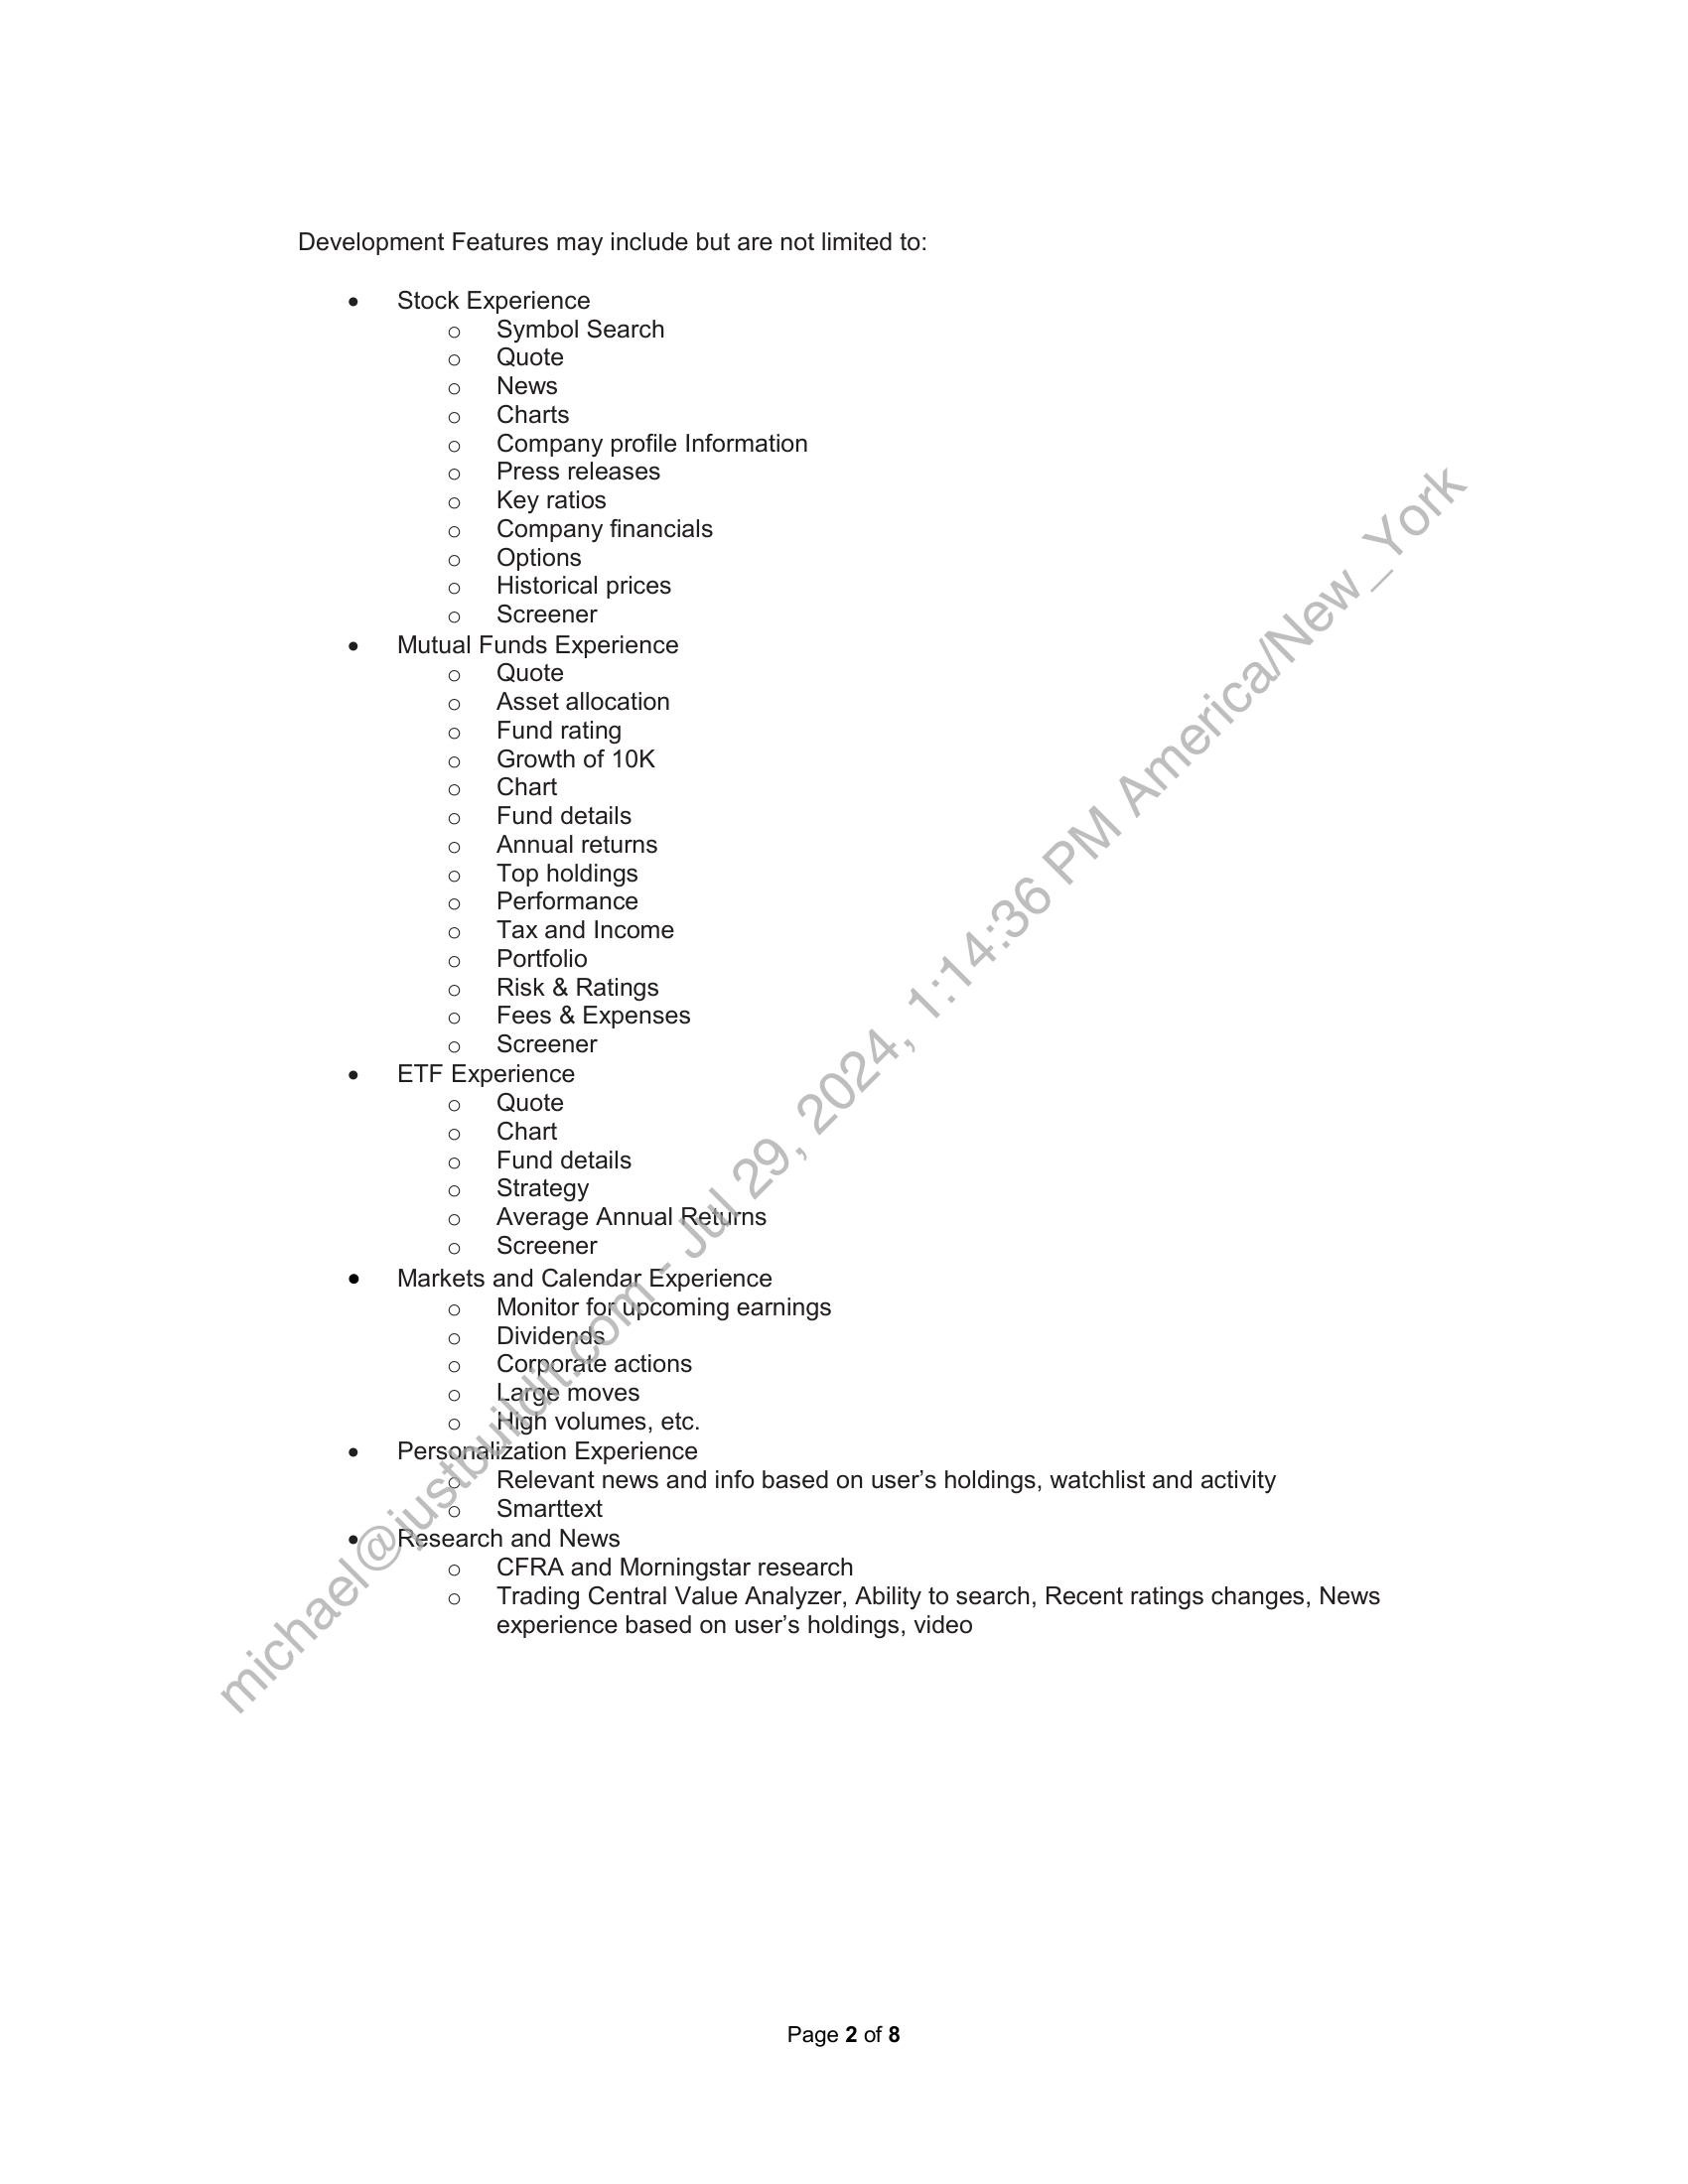 Development Features may include but are not limited to:
• Stock Experience
o Symbol Search
o Quote
o News
o Charts
o Company profile Information
o Press releases
o Key ratios
o Company financials
o Options
o Historical prices
o Screener
• Mutual Funds Experience
o Quote
o Asset allocation
o Fund rating
o Growth of 10K
o Chart
o Fund details
o Annual returns
o Top holdings
o Performance
o Tax and Income
o Portfolio
o Risk & Ratings
o Fees & Expenses
o Screener
• ETF Experience
o Quote
o Chart
o Fund details
o Strategy
o Average Annual Returns
o Screener
• Markets and Calendar Experience
o Monitor for upcoming earnings
o Dividends
o Corporate actions
o Large moves
o High volumes, etc.
• Personalization Experience
o Relevant news and info based on user’s holdings, watchlist and activity
o Smarttext
• Research and News
o CFRA and Morningstar research
o Trading Central Value Analyzer, Ability to search, Recent ratings changes, News
experience based on user’s holdings, video
michael@justbuildit.com - Jul 29, 2024, 1:14:36 PM America/New_York
Page 2 of 8